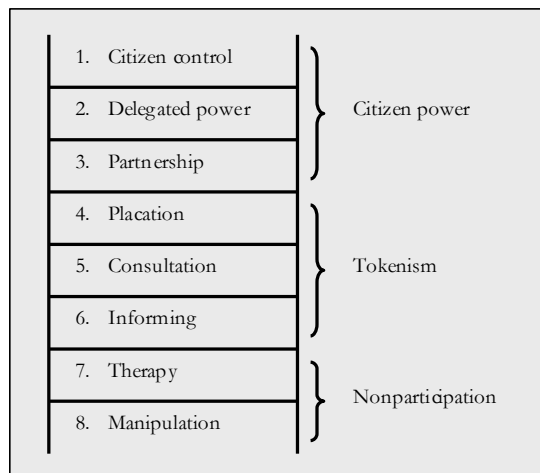 1. Citizen control
2. Delegated power
Citizen power
3. Partnership
4. Placation
5. Consultation
Tokenism
6. Informing
7. Therapy
Nonparticipation
8. Manipulation